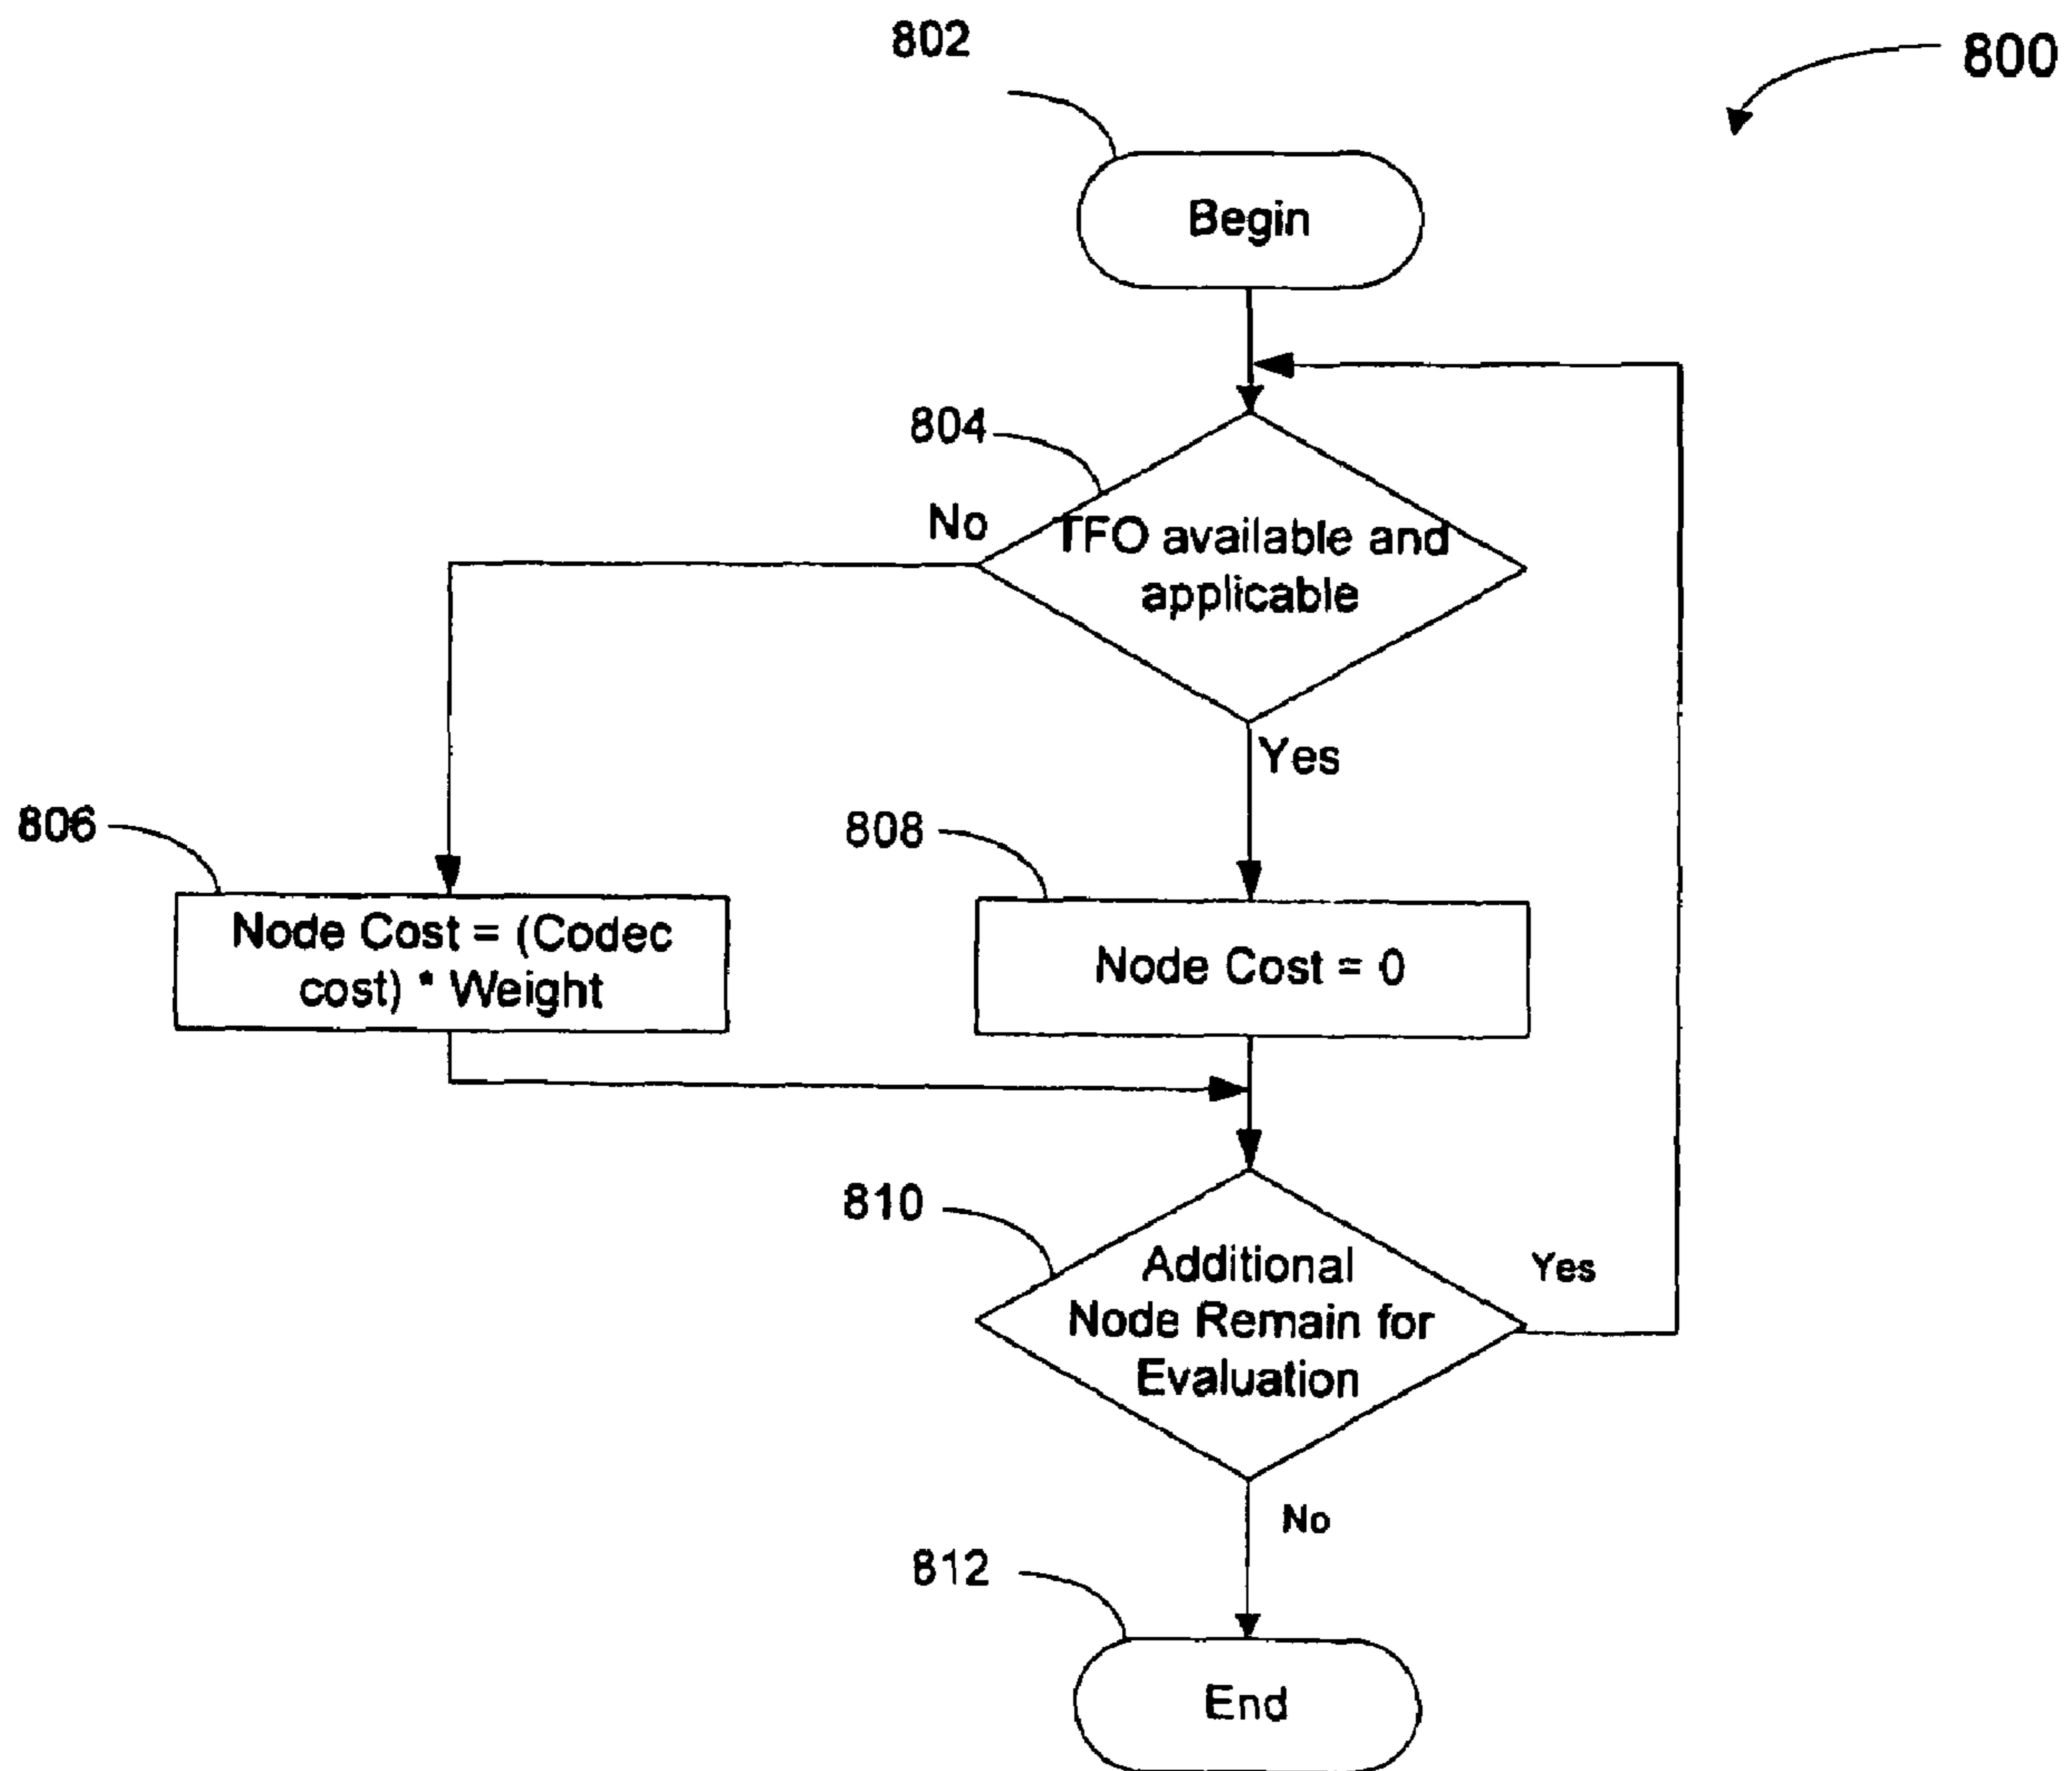 802
800
Begin
804
No
TFO available and
applicable
Yes
806
808
Node Cost = (Codec
cost) * Weight
Node Cost = 0
810
Additional
Node Remain for
Evaluation
Yes
No
812
End